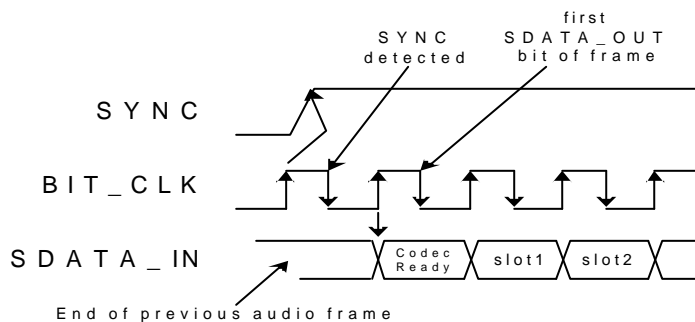 first
SDATA_OUT
bit of frame
SYNC
detected
SYNC
BIT_CLK
SDATA_IN
Codec
Ready
slot1
slot2
End of previous audio frame